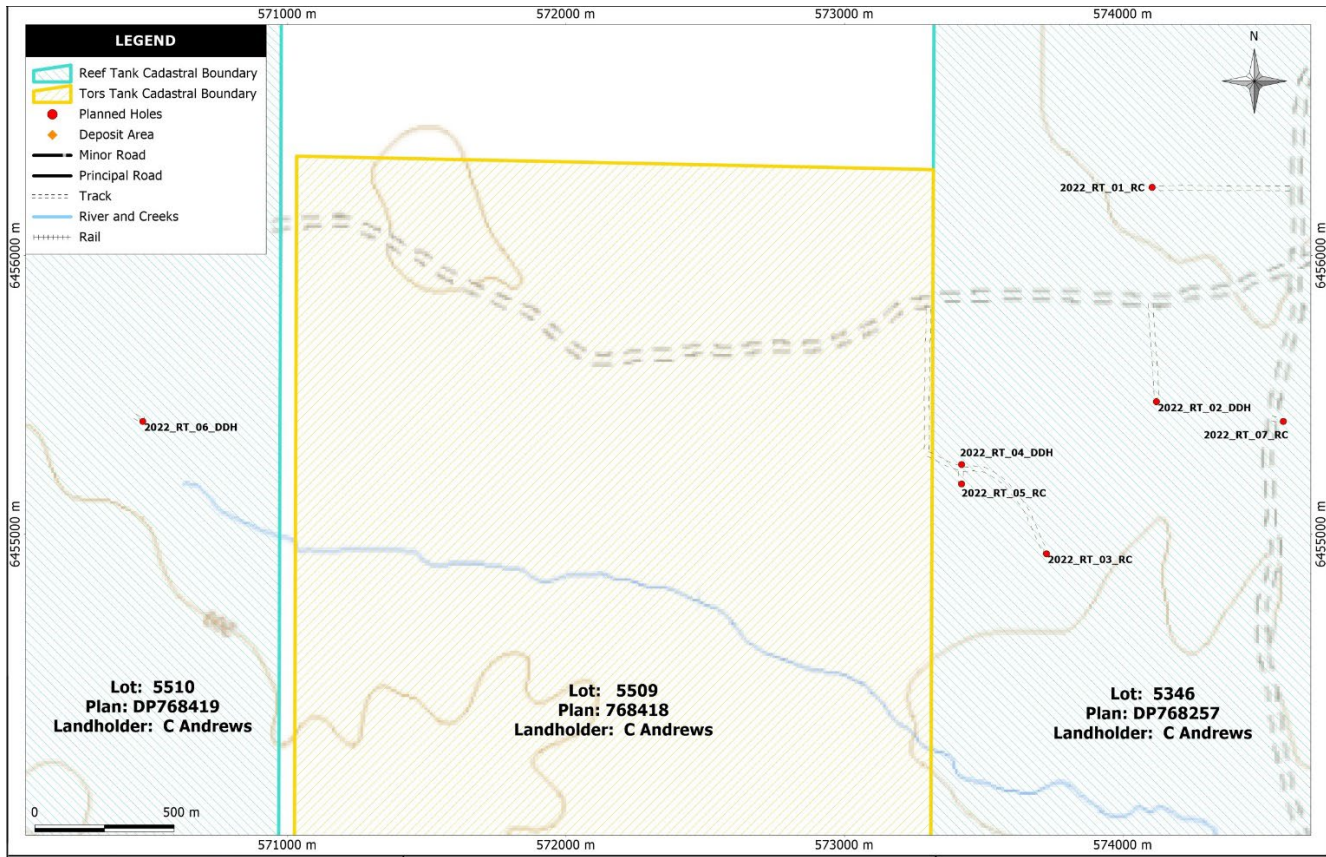 571000 m
572000 m
573000 m
574000 m
LEGEND
Reef Tank Cadastral Boundary
Tors Tank Cadastral Boundary
Planned Holes
Deposit Area
Minor Road
Principal Road
Track
River and Creeks
Rail
N
2022_RT_01_RC
6456000 m
6456000 m
2022_RT_02_DDH
2022_RT_06_DDH
2022_RT_07_RC
2022_RT_04_DDH
2022_RT_05_RC
6455000 m
6455000 m
2022_RT_03_RC
Lot: 5510
Plan: DP768419
Landholder: C Andrews
Lot: 5509
Plan: 768418
Landholder: C Andrews
Lot: 5346
Plan: DP768257
Landholder: C Andrews
0 500 m
571000 m
572000 m
573000 m
574000 m